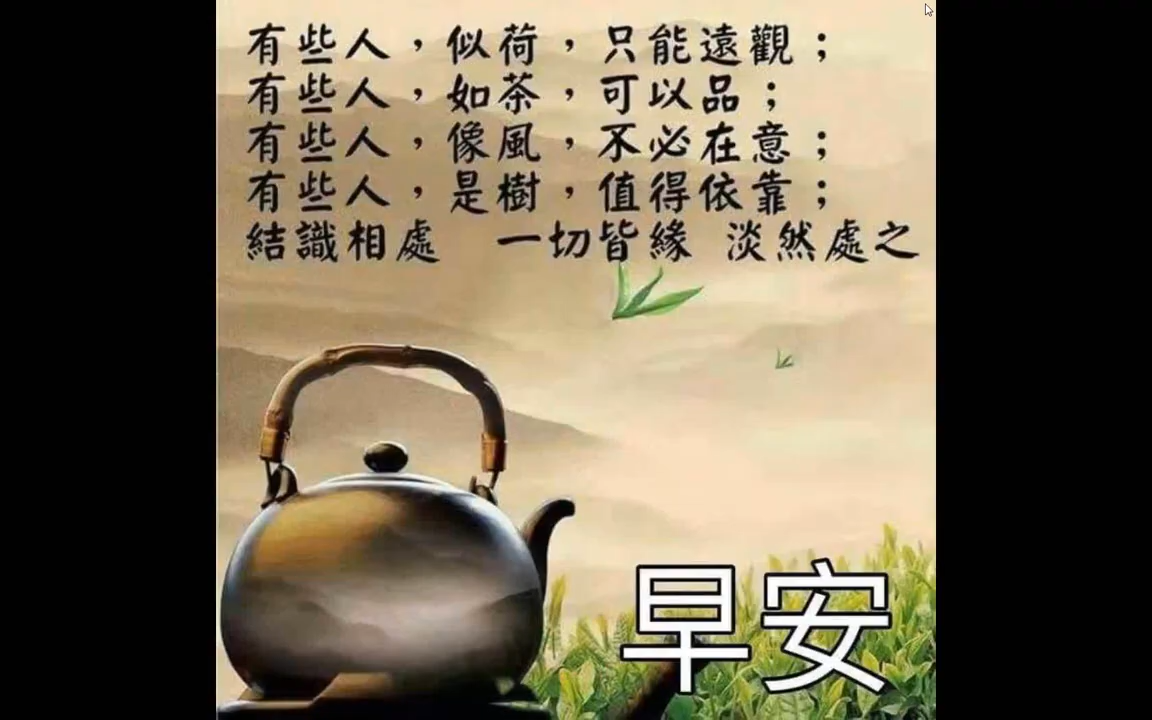 有些人，似荷，只能遠觀；
有些人，如茶，可以品；
有些人，像風，不必在意；
有些人，是樹，值得依靠；
結識相處　一切皆緣 淡然處之
早安